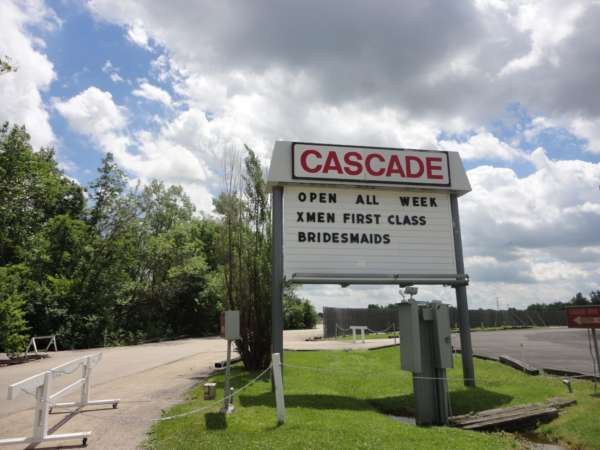 CASCADE
OPEN ALL WEEK
XMEN FIRST CLASS
BRIDESMAIDS